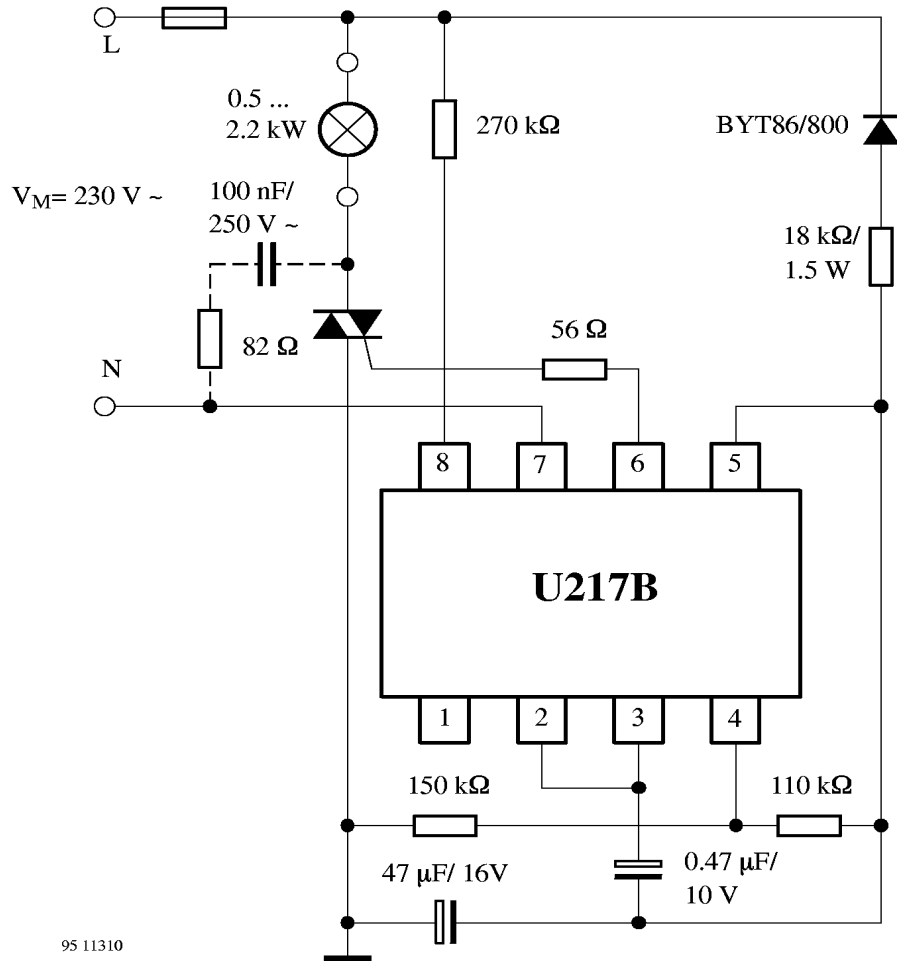 L
0.5 ...
2.2 kW
270 kΩ
BYT86/800
V_M= 230 V ~
100 nF/
250 V ~
18 kΩ/
1.5 W
82 Ω
56 Ω
N
8
7
6
5
U217B
1
2
3
4
150 kΩ
110 kΩ
47 μF/ 16V
0.47 μF/
10 V
95 11310